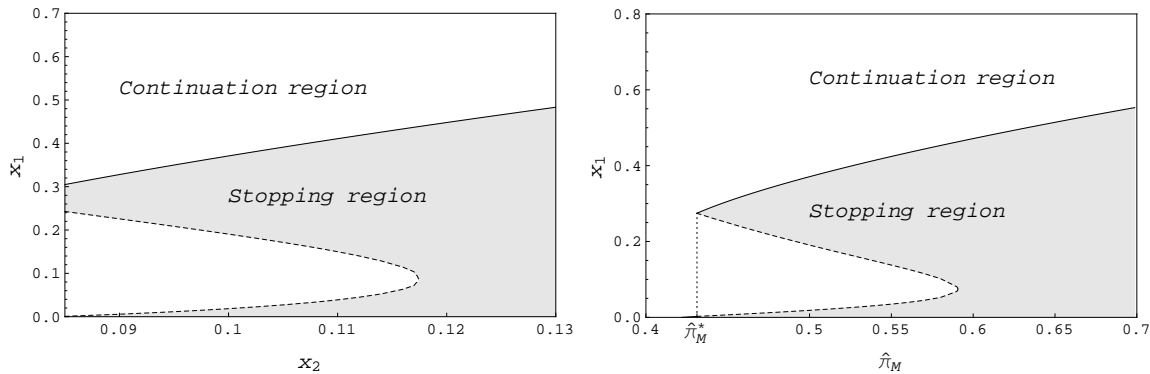 0.7
0.6
0.5
0.4
0.3
0.2
0.1
0.0
x₁
Continuation region
Stopping region
0.09
0.1
0.11
0.12
0.13
x₂
0.8
0.6
0.4
0.2
0.0
x₁
Continuation region
Stopping region
0.4
π̂*_M
0.5
0.55
0.6
0.65
0.7
π̂_M